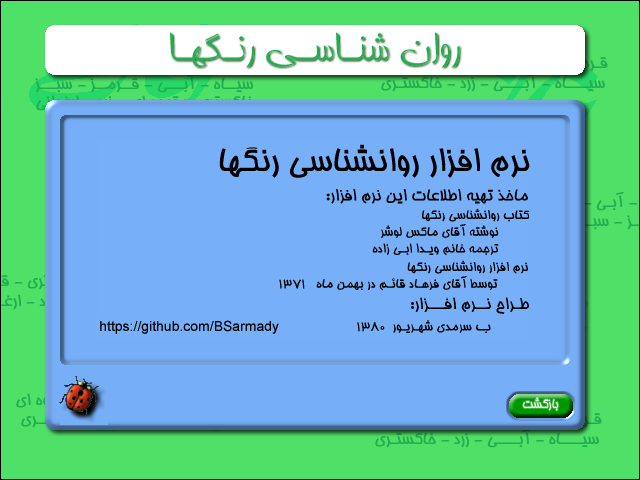 روان شناسی رنگها
قرمز
سیاه - آبی - قرمز - سبز
سیاه - آبی - زرد - خاکستری
نرم افزار روانشناسی رنگها
ماخذ تهیه اطلاعات این نرم افزار:
کتاب روانشناسی رنگها
نوشته آقای ماکس لوشر
ترجمه خانم ویدا ابی زاده
نرم افزار روانشناسی رنگها
توسط آقای فرهاد قائم در بهمن ماه ۱۳۷۱
طراح نرم افزار:
ب سرمدی شهریور ۱۳۸۰ https://github.com/BSarmady
بازگشت
سیاه - آبی - زرد - خاکستری